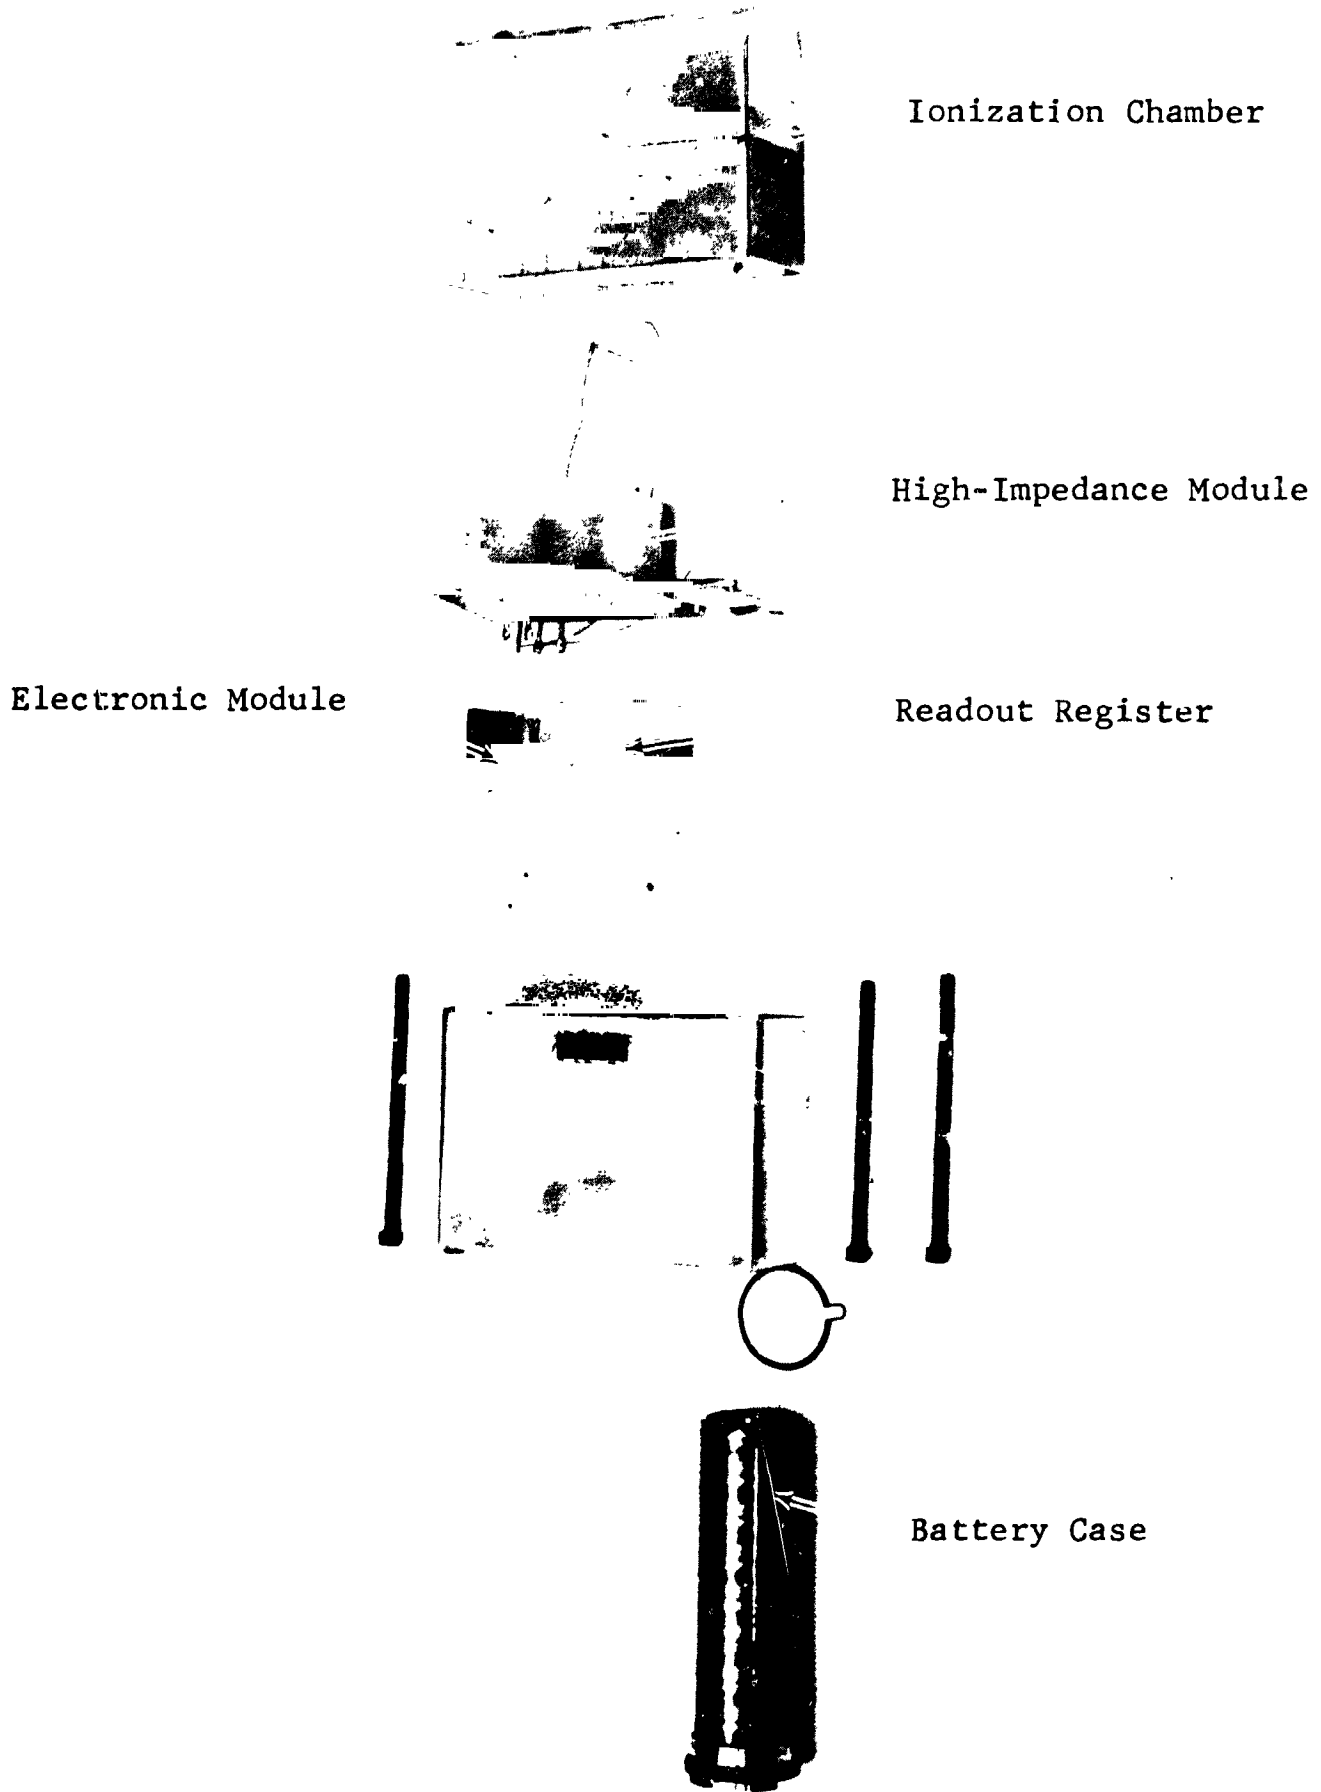 Ionization Chamber
High-Impedance Module
Electronic Module
Readout Register
Battery Case